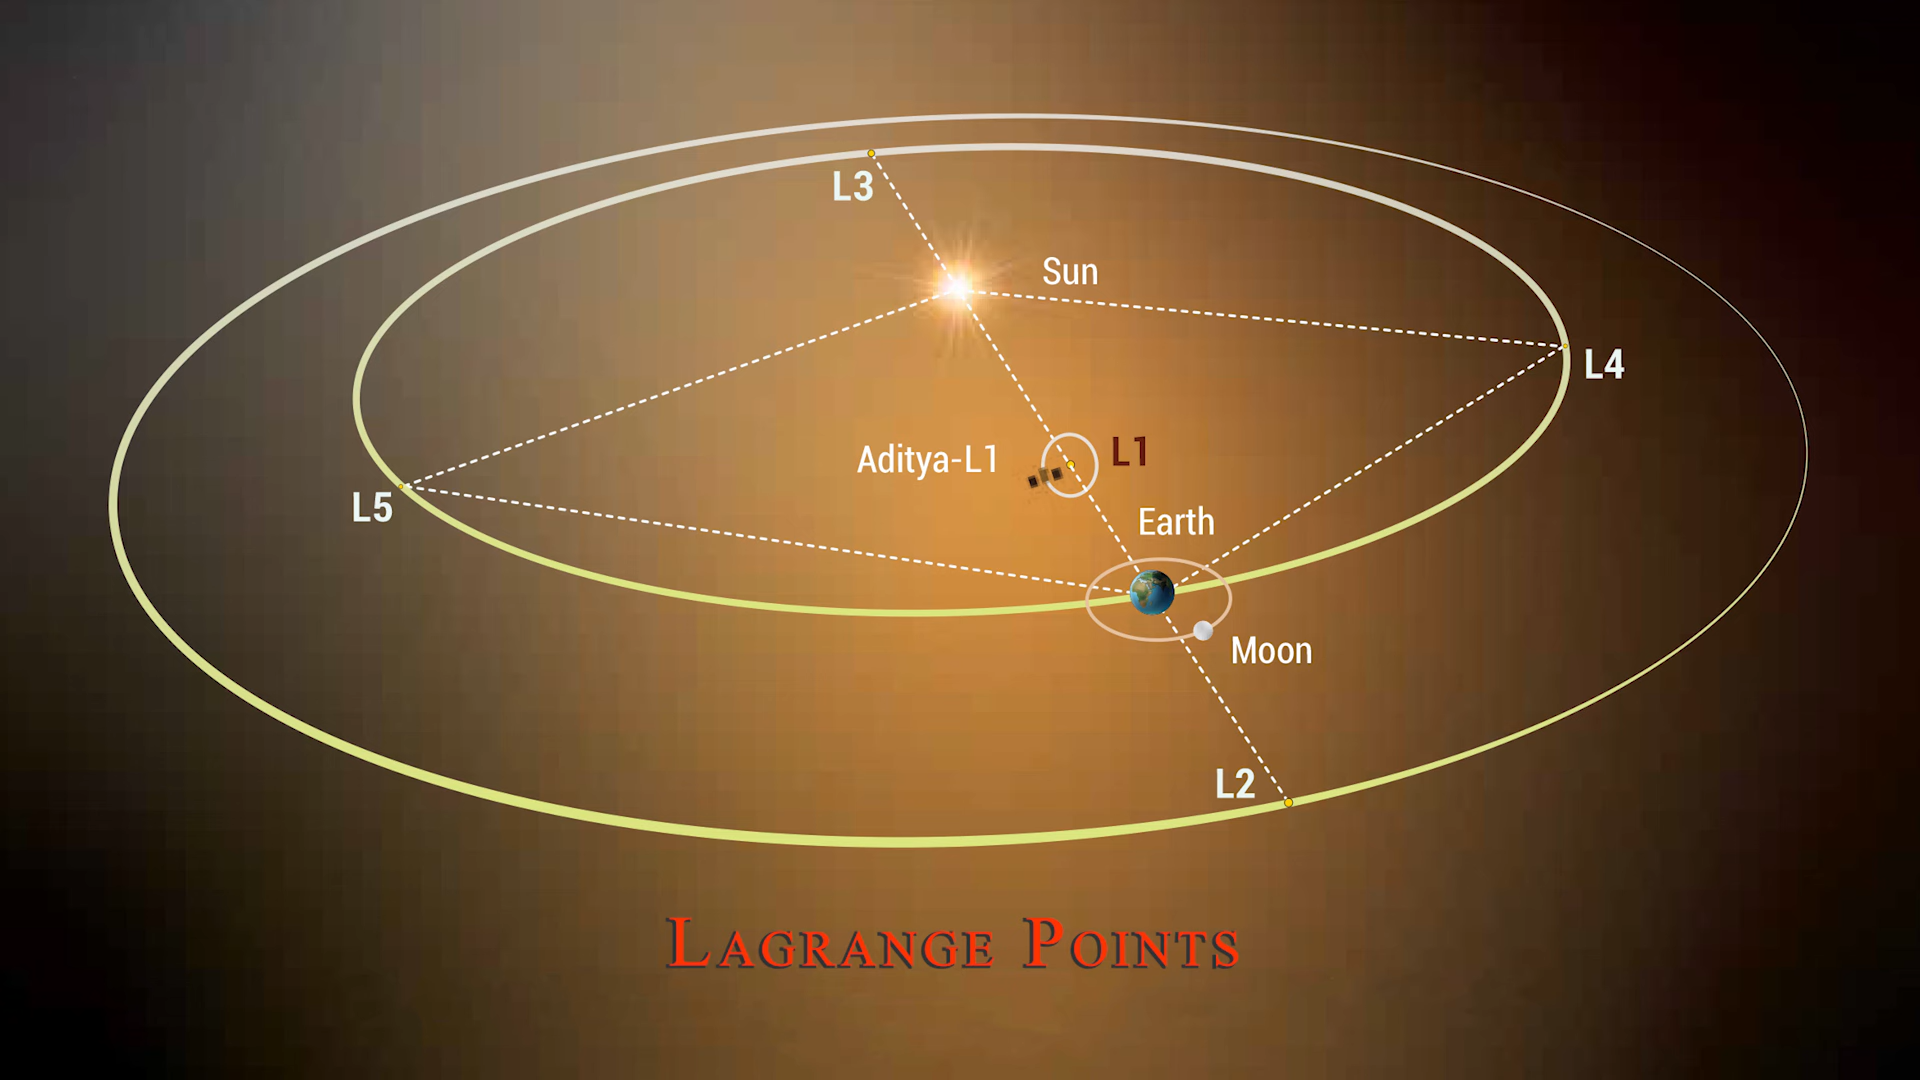 L3
Sun
L4
Aditya-L1
L1
L5
Earth
Moon
L2
LAGRANGE POINTS